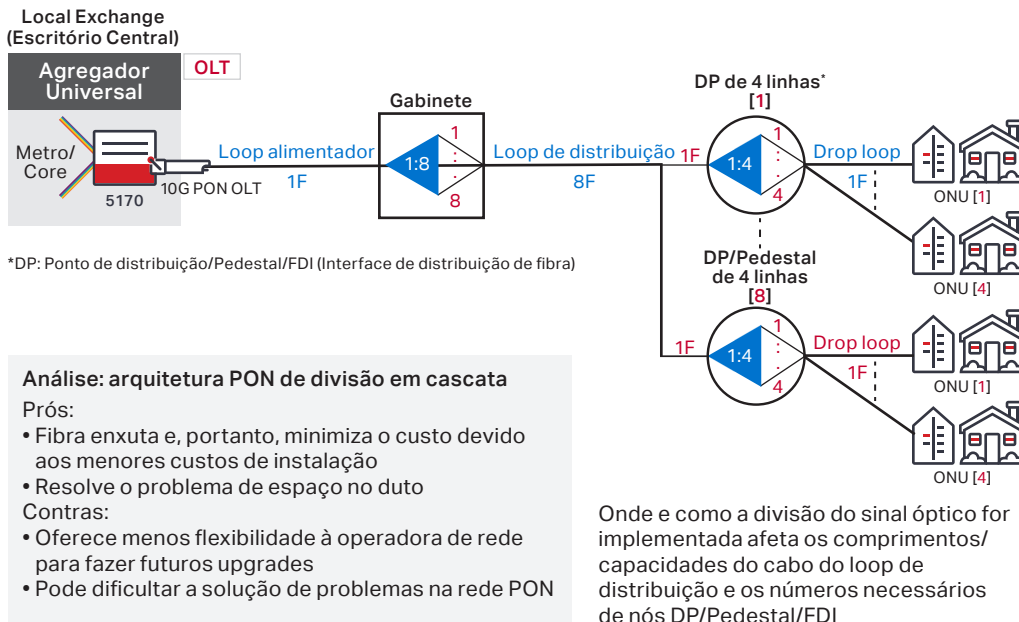 Local Exchange
(Escritório Central)
Agregador
Universal
OLT
Metro/
Core
5170
10G PON OLT
Loop alimentador
1F
Gabinete
1:8
1
8
Loop de distribuição
8F
1F
DP de 4 linhas*
[1]
1:4
1
4
Drop loop
1F
ONU [1]
ONU [4]
*DP: Ponto de distribuição/Pedestal/FDI (Interface de distribuição de fibra)
DP/Pedestal
de 4 linhas
[8]
1F
1:4
1
4
Drop loop
1F
ONU [1]
ONU [4]
Análise: arquitetura PON de divisão em cascata
Prós:
• Fibra enxuta e, portanto, minimiza o custo devido
aos menores custos de instalação
• Resolve o problema de espaço no duto
Contras:
• Oferece menos flexibilidade à operadora de rede
para fazer futuros upgrades
• Pode dificultar a solução de problemas na rede PON
Onde e como a divisão do sinal óptico for
implementada afeta os comprimentos/
capacidades do cabo do loop de
distribuição e os números necessários
de nós DP/Pedestal/FDI